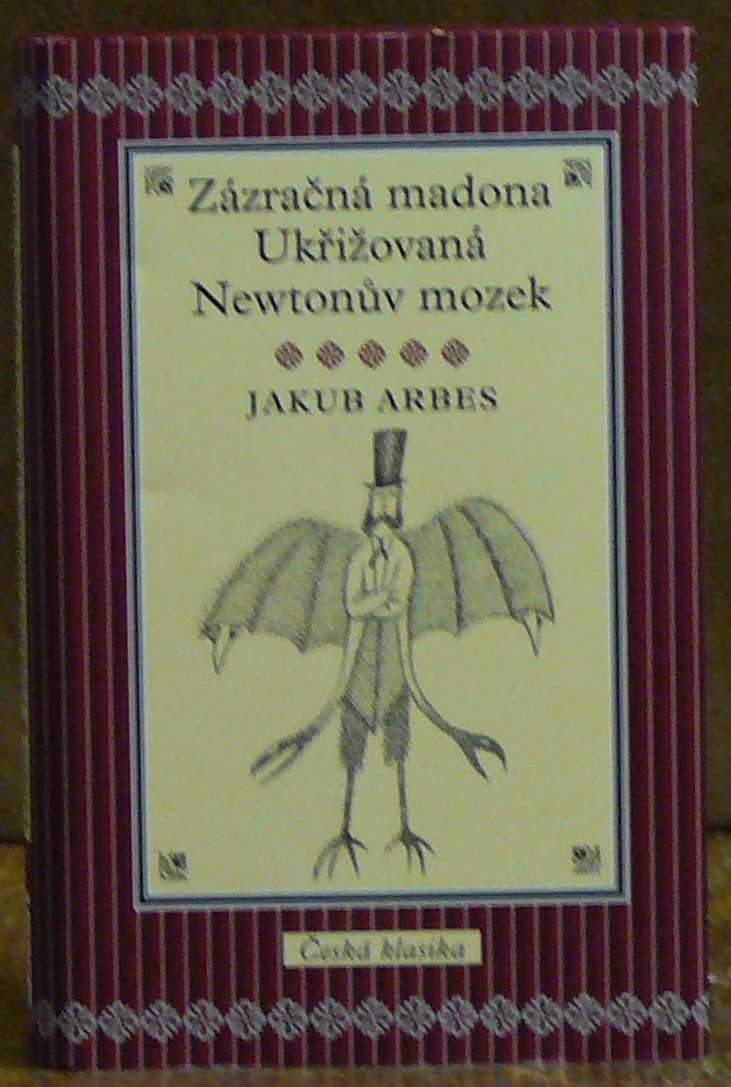 Zázračná madona
Ukřižovaná
Newtonův mozek
JAKUB ARBES
Česká klasika